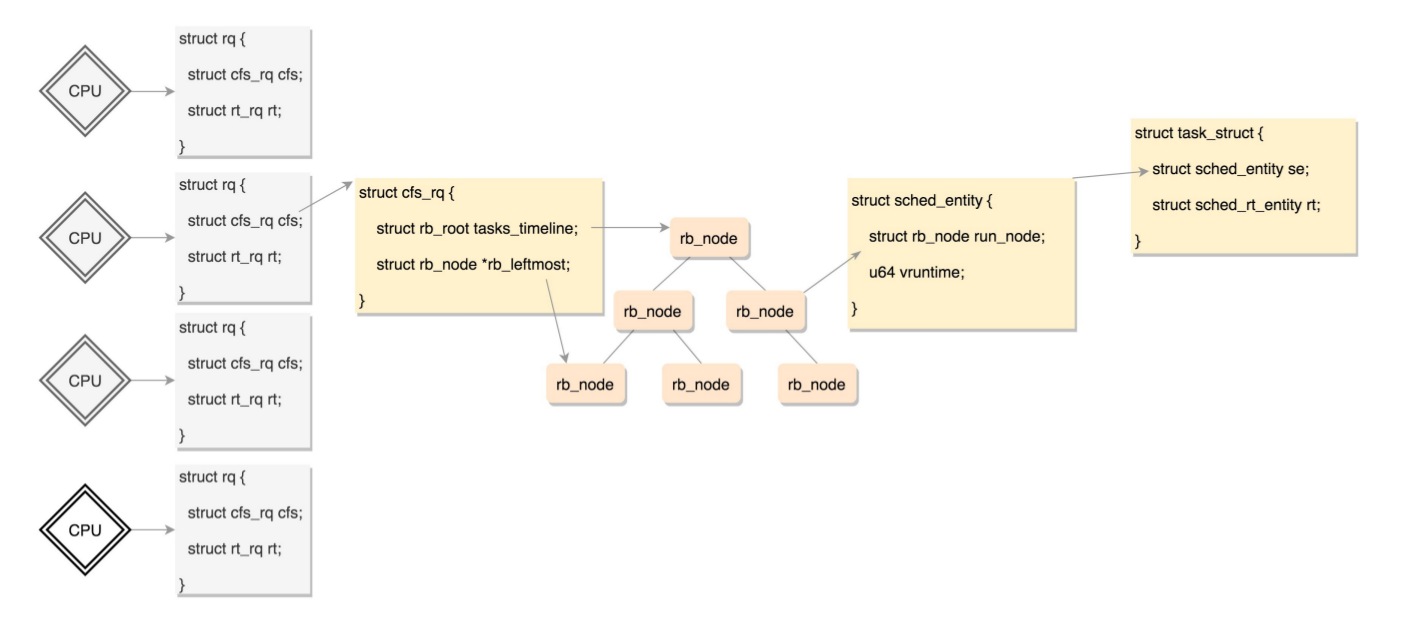 CPU
struct rq {
struct cfs_rq cfs;
struct rt_rq rt;
}
CPU
struct rq {
struct cfs_rq cfs;
struct rt_rq rt;
}
CPU
struct rq {
struct cfs_rq cfs;
struct rt_rq rt;
}
CPU
struct rq {
struct cfs_rq cfs;
struct rt_rq rt;
}
struct cfs_rq {
struct rb_root tasks_timeline;
struct rb_node *rb_leftmost;
}
rb_node
rb_node
rb_node
rb_node
rb_node
rb_node
struct sched_entity {
struct rb_node run_node;
u64 vruntime;
}
struct task_struct {
struct sched_entity se;
struct sched_rt_entity rt;
}